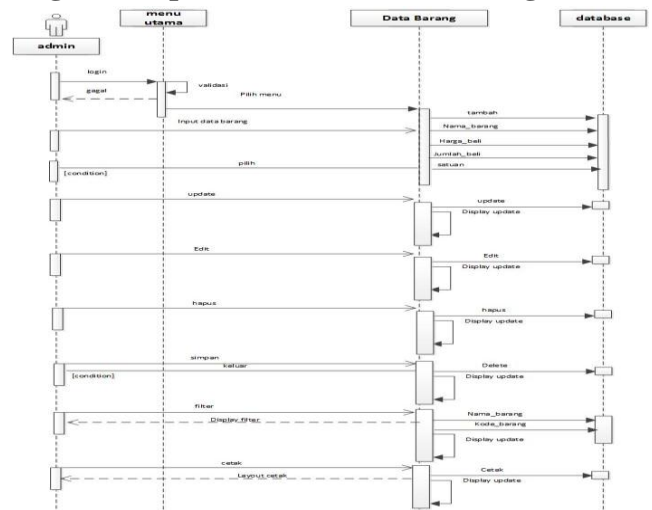 menu
utama
Data Barang
database
admin
login
validasi
gagal
Pilih menu
tambah
Input data barang
Nama_barang
Harga_beli
Jumlah_beli
pilih
satuan
[condition]
update
update
Display update
Edit
Edit
Display update
hapus
hapus
Display update
simpan
keluar
Delete
[condition]
Display update
filter
Nama_barang
Display filter
Kode_barang
Display update
cetak
Cetak
Layout cetak
Display update